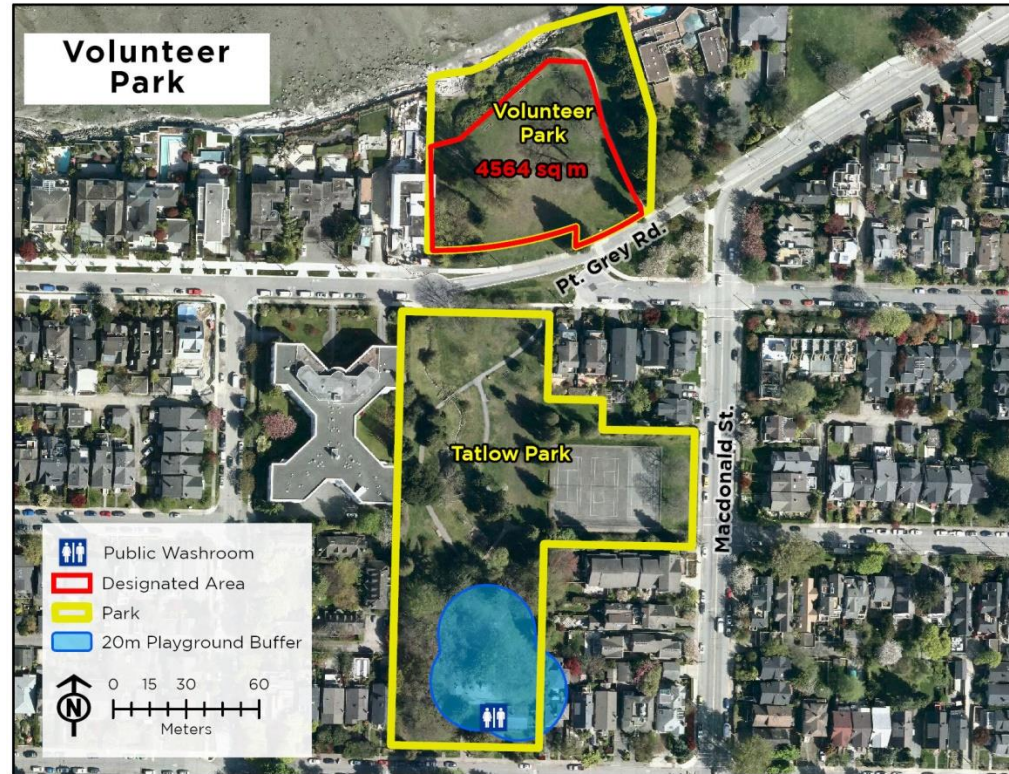 Volunteer
Park
Volunteer
Park
4564 sq m
Pt. Grey Rd.
Tatlow Park
Macdonald St.
Public Washroom
Designated Area
Park
20m Playground Buffer
N
0 15 30 60
Meters